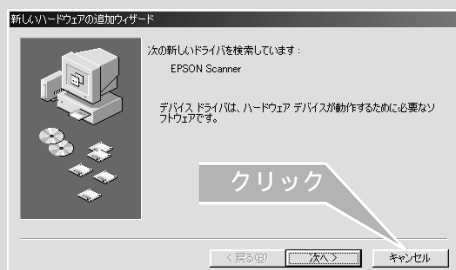 新しいハードウェアの追加ウィザード
次の新しいドライバを検索しています:
EPSON Scanner
デバイス ドライバは、ハードウェア デバイスが動作するために必要なソ
フトウェアです。
クリック
< 戻る(B) 次へ > キャンセル